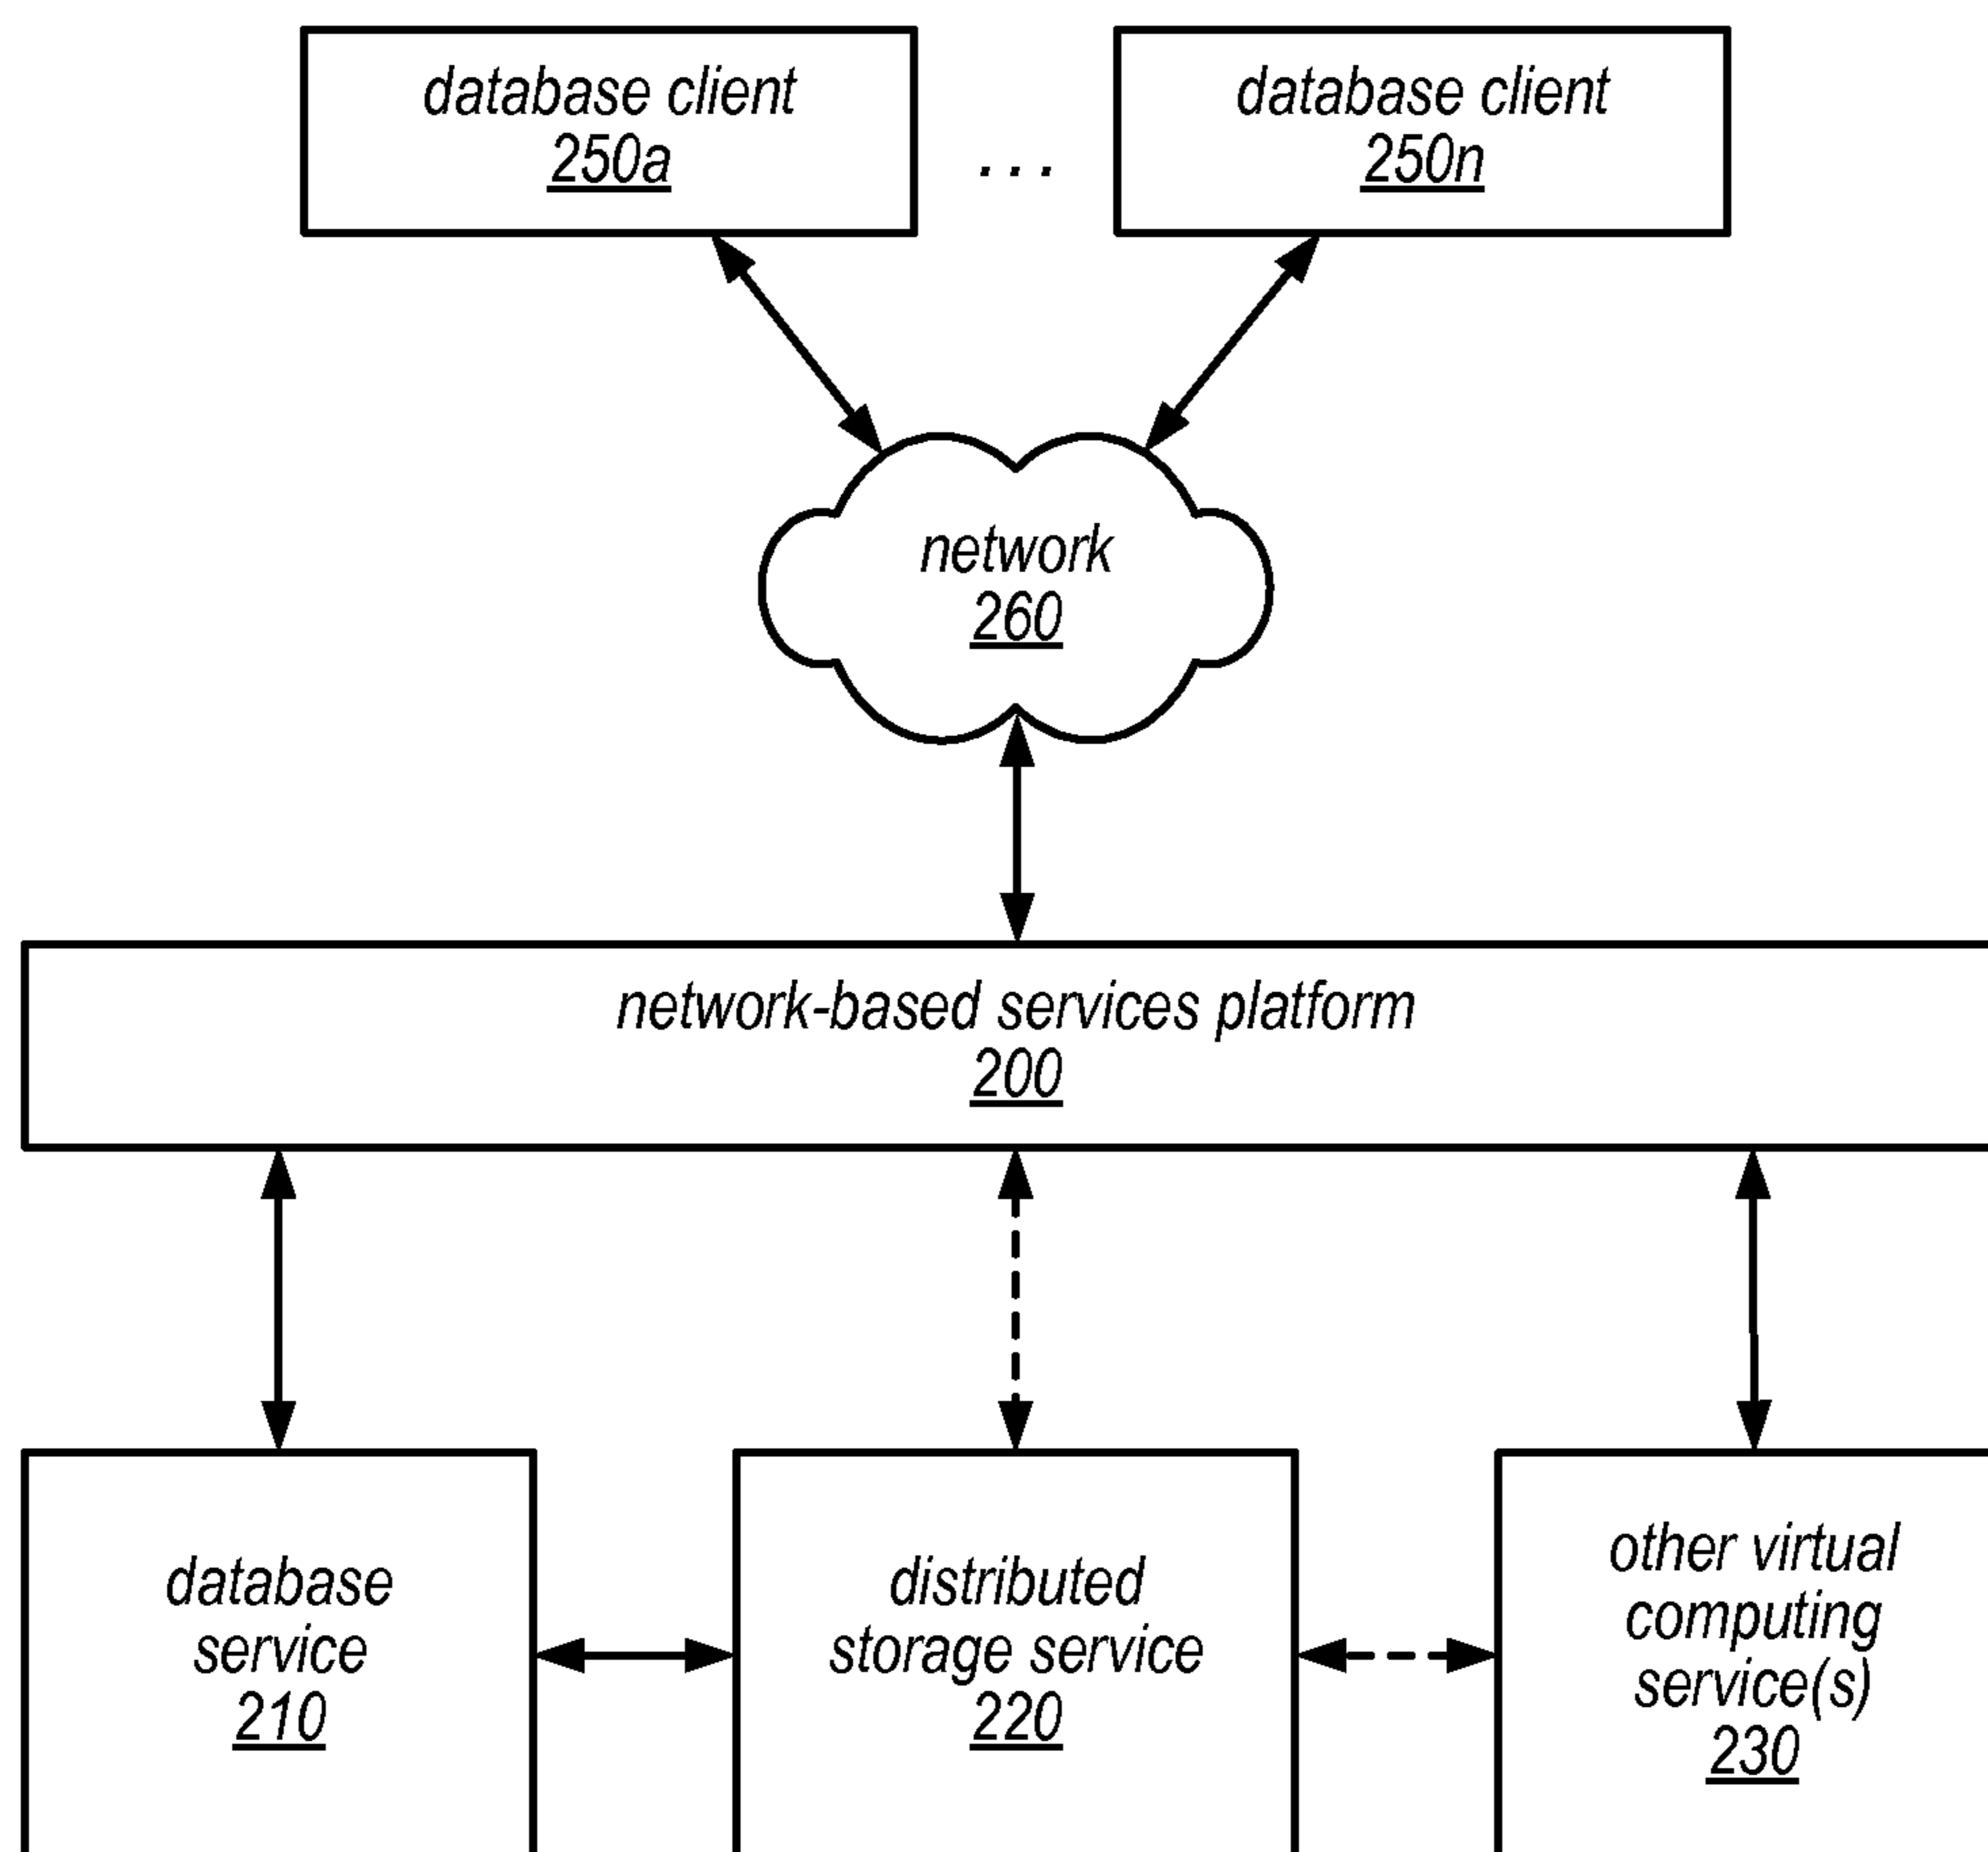 database client
250a
. . .
database client
250n
network
260
network-based services platform
200
database
service
210
distributed
storage service
220
other virtual
computing
service(s)
230